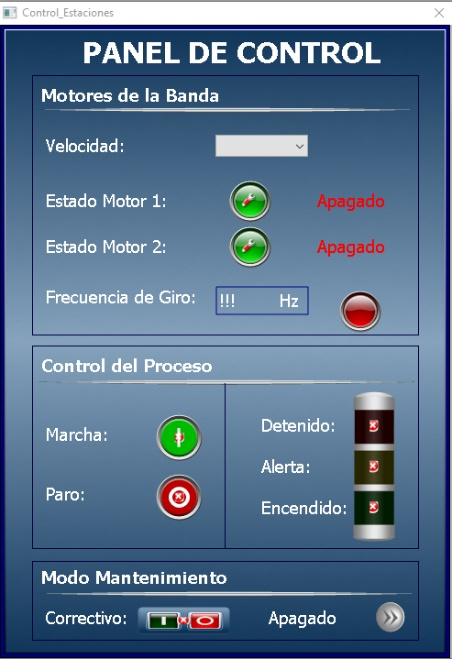 Control_Estaciones
PANEL DE CONTROL
Motores de la Banda
Velocidad:
Estado Motor 1: Apagado
Estado Motor 2: Apagado
Frecuencia de Giro: !!! Hz
Control del Proceso
Marcha:
Paro:
Detenido:
Alerta:
Encendido:
Modo Mantenimiento
Correctivo: Apagado